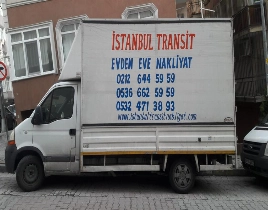 İSTANBUL TRANSİT
EVDEN EVE NAKLİYAT
0212 644 59 59
0536 662 59 59
0532 471 38 93